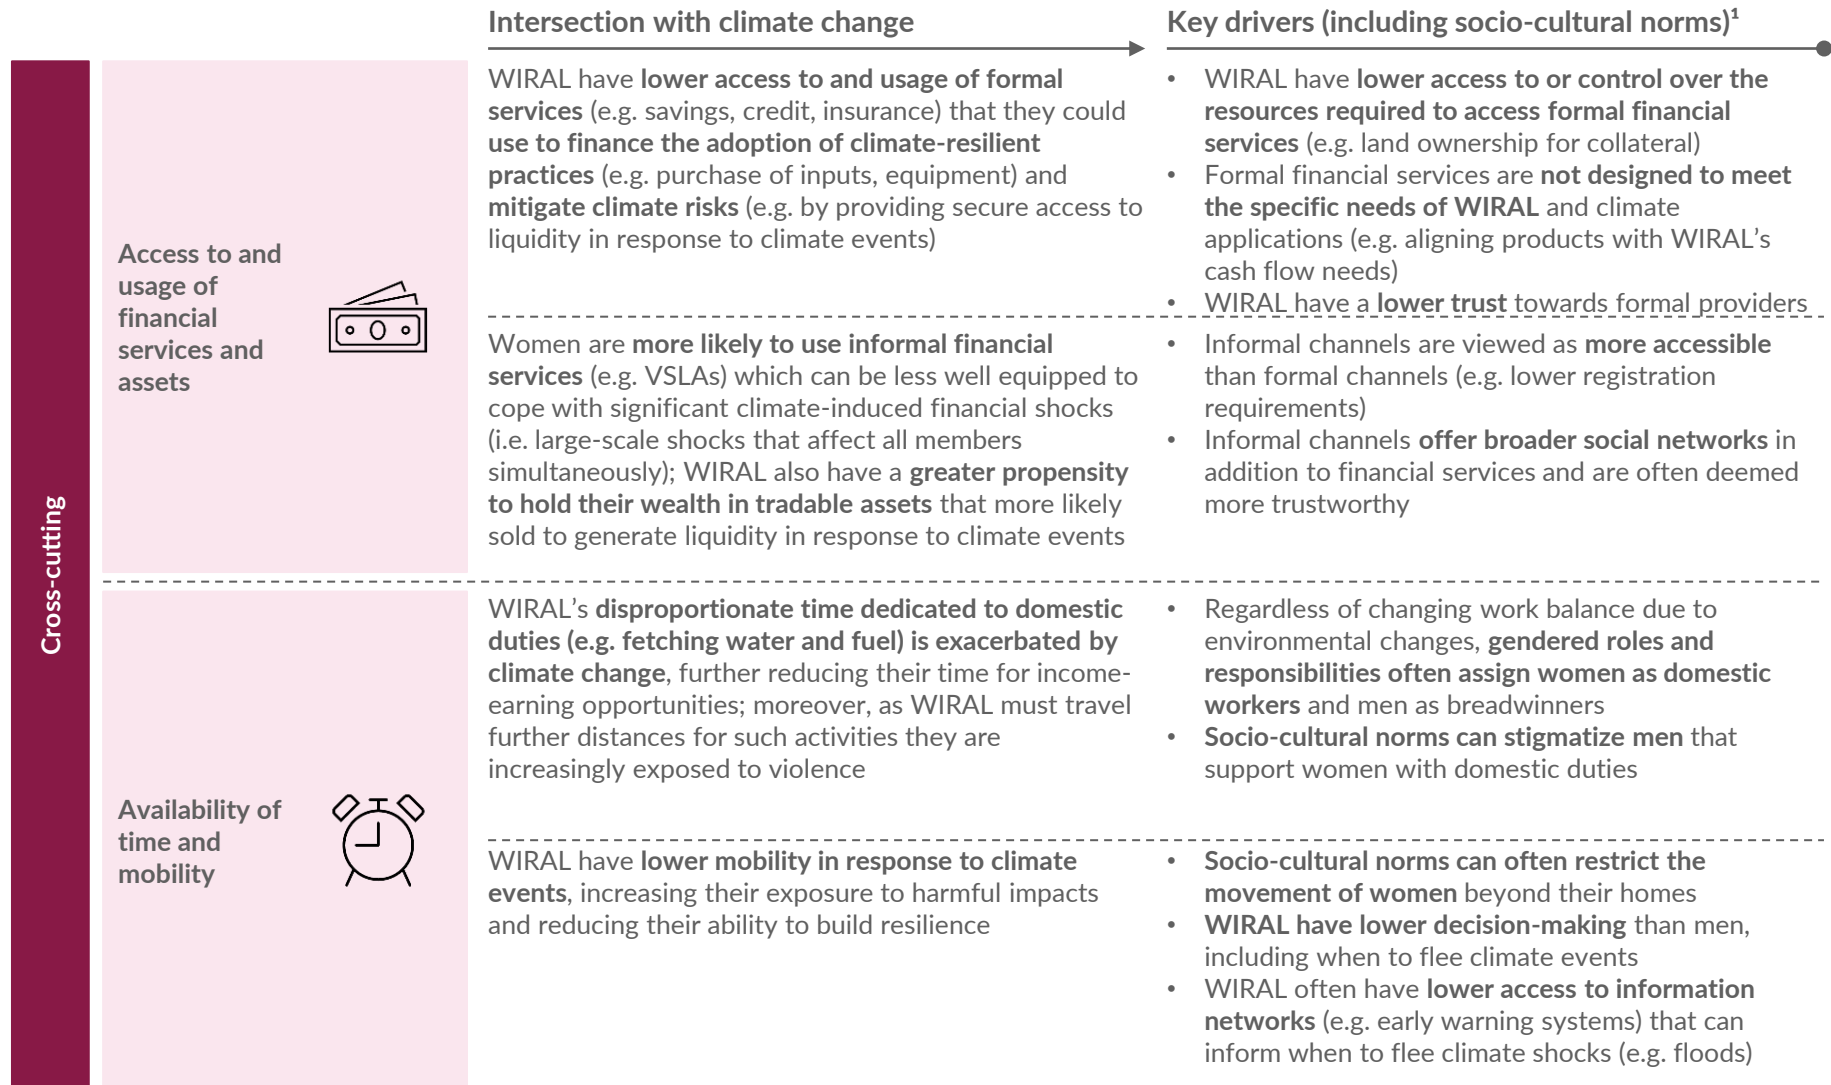 Intersection with climate change
Key drivers (including socio-cultural norms)¹
Cross-cutting
Access to and
usage of
financial
services and
assets
WIRAL have lower access to and usage of formal
services (e.g. savings, credit, insurance) that they could
use to finance the adoption of climate-resilient
practices (e.g. purchase of inputs, equipment) and
mitigate climate risks (e.g. by providing secure access to
liquidity in response to climate events)
• WIRAL have lower access to or control over the
resources required to access formal financial
services (e.g. land ownership for collateral)
• Formal financial services are not designed to meet
the specific needs of WIRAL and climate
applications (e.g. aligning products with WIRAL's
cash flow needs)
• WIRAL have a lower trust towards formal providers
Women are more likely to use informal financial
services (e.g. VSLAs) which can be less well equipped to
cope with significant climate-induced financial shocks
(i.e. large-scale shocks that affect all members
simultaneously); WIRAL also have a greater propensity
to hold their wealth in tradable assets that more likely
sold to generate liquidity in response to climate events
• Informal channels are viewed as more accessible
than formal channels (e.g. lower registration
requirements)
• Informal channels offer broader social networks in
addition to financial services and are often deemed
more trustworthy
Availability of
time and
mobility
WIRAL's disproportionate time dedicated to domestic
duties (e.g. fetching water and fuel) is exacerbated by
climate change, further reducing their time for income-
earning opportunities; moreover, as WIRAL must travel
further distances for such activities they are
increasingly exposed to violence
• Regardless of changing work balance due to
environmental changes, gendered roles and
responsibilities often assign women as domestic
workers and men as breadwinners
• Socio-cultural norms can stigmatize men that
support women with domestic duties
WIRAL have lower mobility in response to climate
events, increasing their exposure to harmful impacts
and reducing their ability to build resilience
• Socio-cultural norms can often restrict the
movement of women beyond their homes
• WIRAL have lower decision-making than men,
including when to flee climate events
• WIRAL often have lower access to information
networks (e.g. early warning systems) that can
inform when to flee climate shocks (e.g. floods)